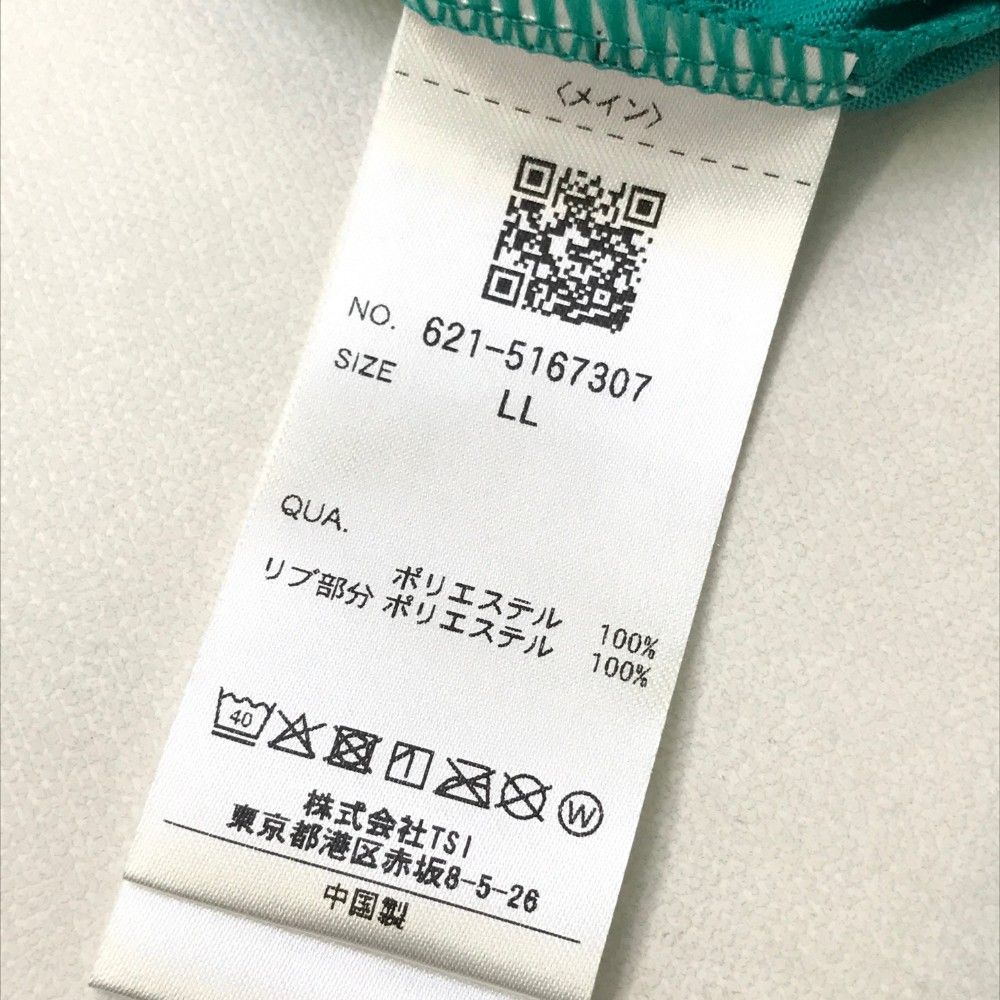 〈メイン〉
NO. 621-5167307
SIZE LL
QUA.
ポリエステル 100%
リブ部分 ポリエステル 100%
40
W
株式会社TSI
東京都港区赤坂8-5-26
中国製